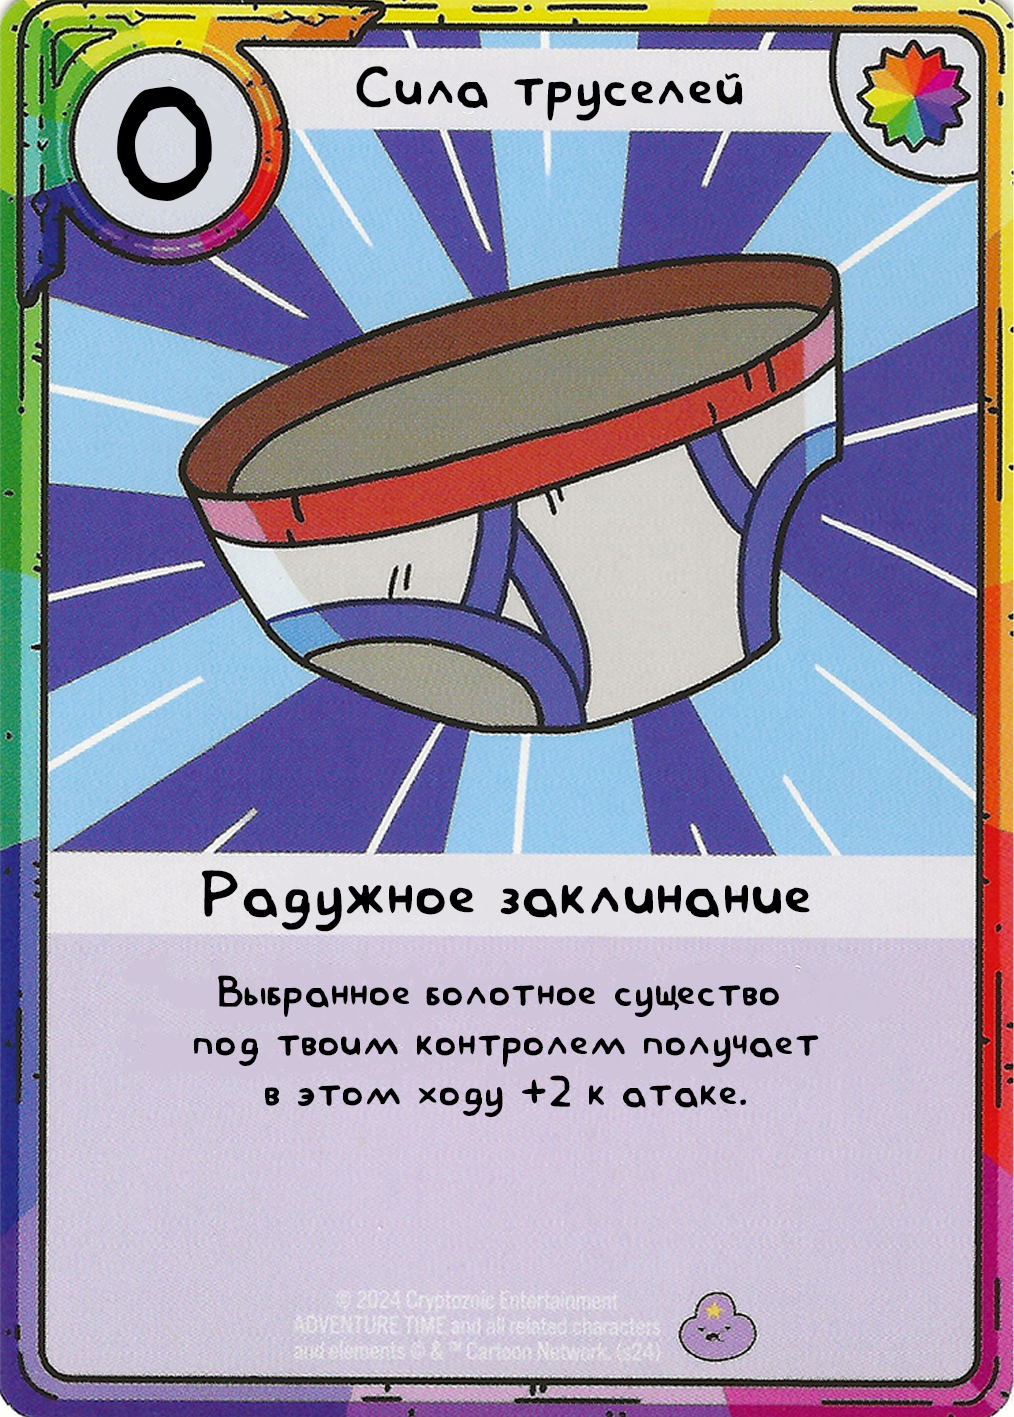 0
Сила труселей
Радужное заклинание
Выбранное болотное существо
под твоим контролем получает
в этом ходу +2 к атаке.
© 2024 Cryptozoic Entertainment
ADVENTURE TIME and all related characters
and elements © & ™ Cartoon Network. (s24)